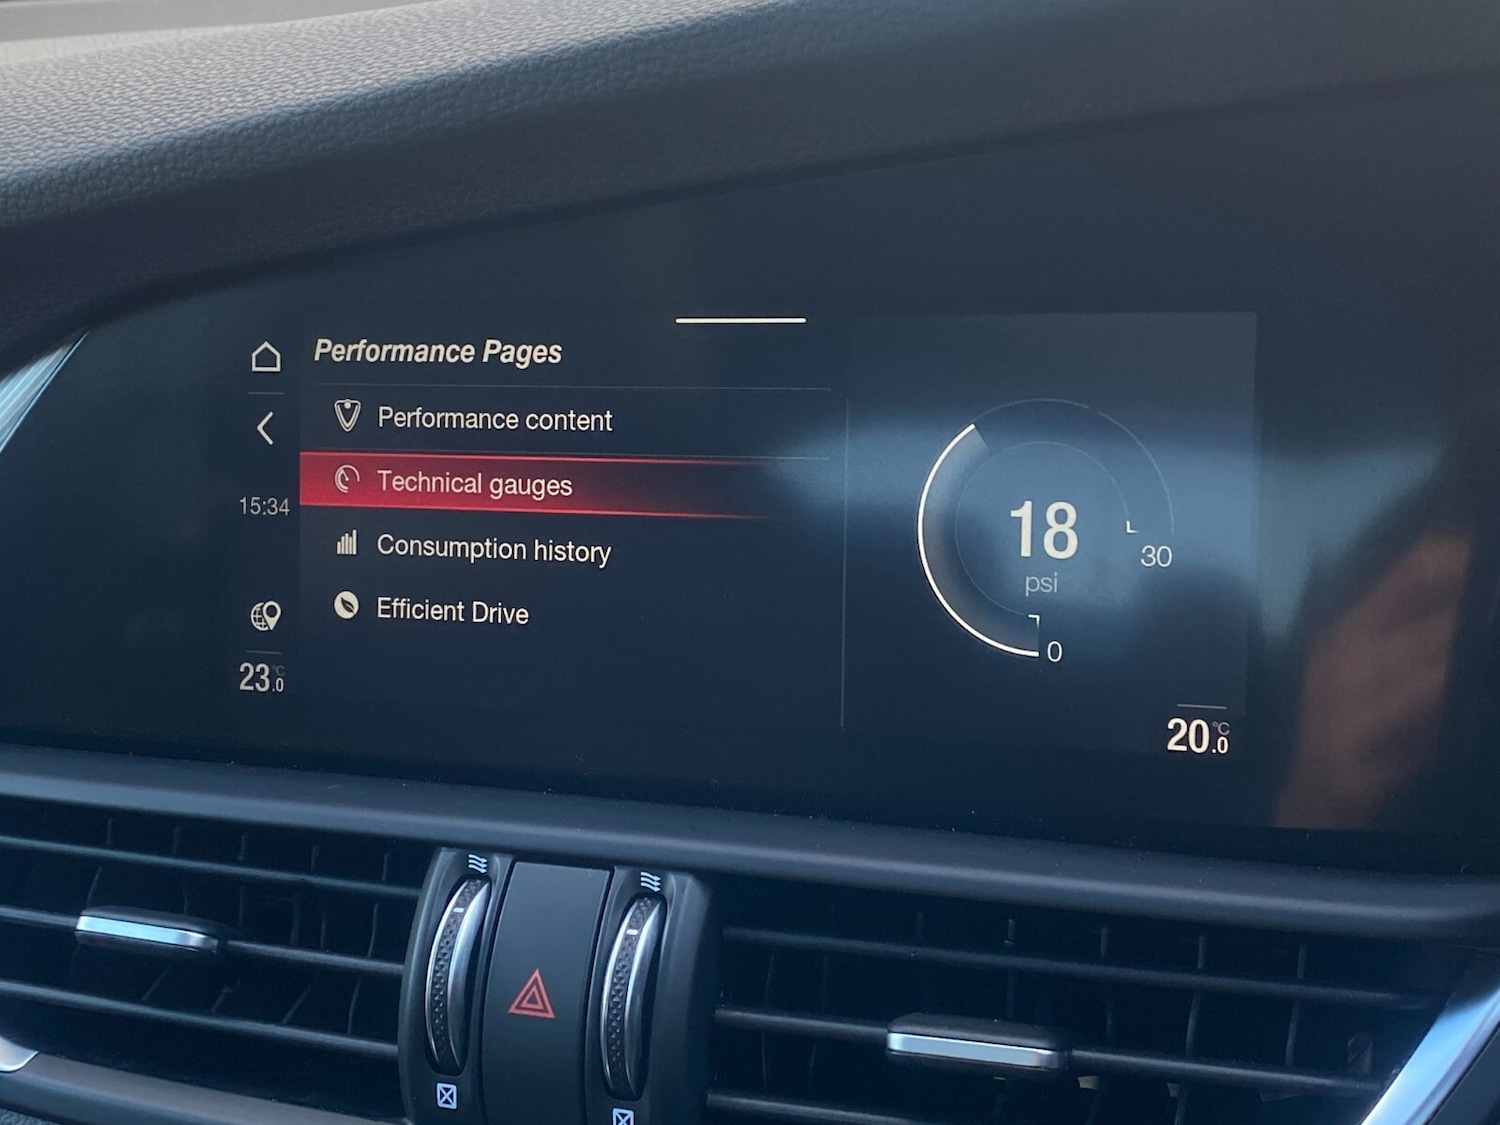 Performance Pages
Performance content
Technical gauges
15:34
Consumption history
Efficient Drive
23.0 °C
18
psi
30
0
20.0 °C